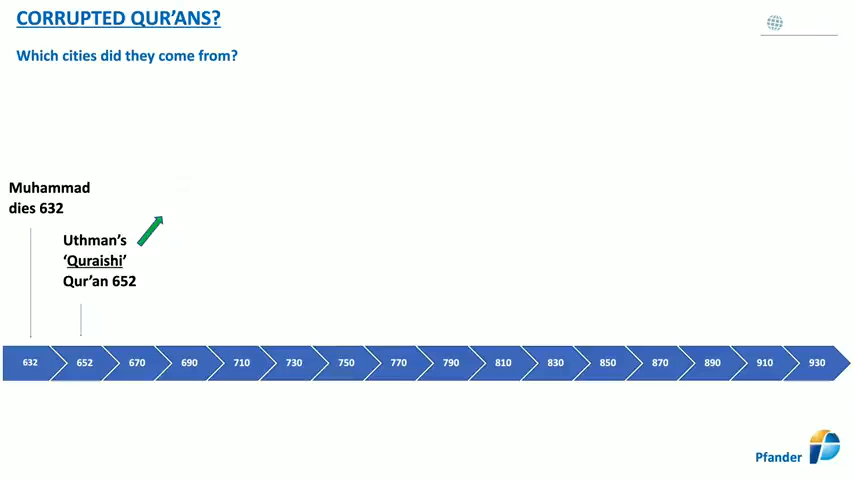 CORRUPTED QUR'ANS?
Which cities did they come from?
Muhammad
dies 632
Uthman's
‘Quraishi’
Qur'an 652
632 652 670 690 710 730 750 770 790 810 830 850 870 890 910 930
Pfander